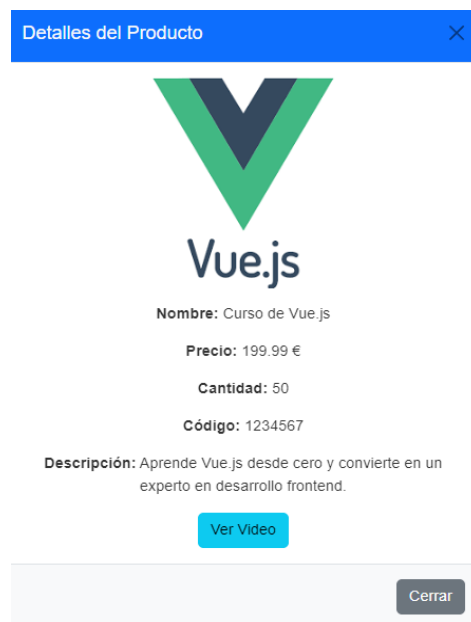 Detalles del Producto
Vue.js
Nombre: Curso de Vue.js
Precio: 199.99 €
Cantidad: 50
Código: 1234567
Descripción: Aprende Vue.js desde cero y convierte en un
experto en desarrollo frontend.
Ver Video
Cerrar